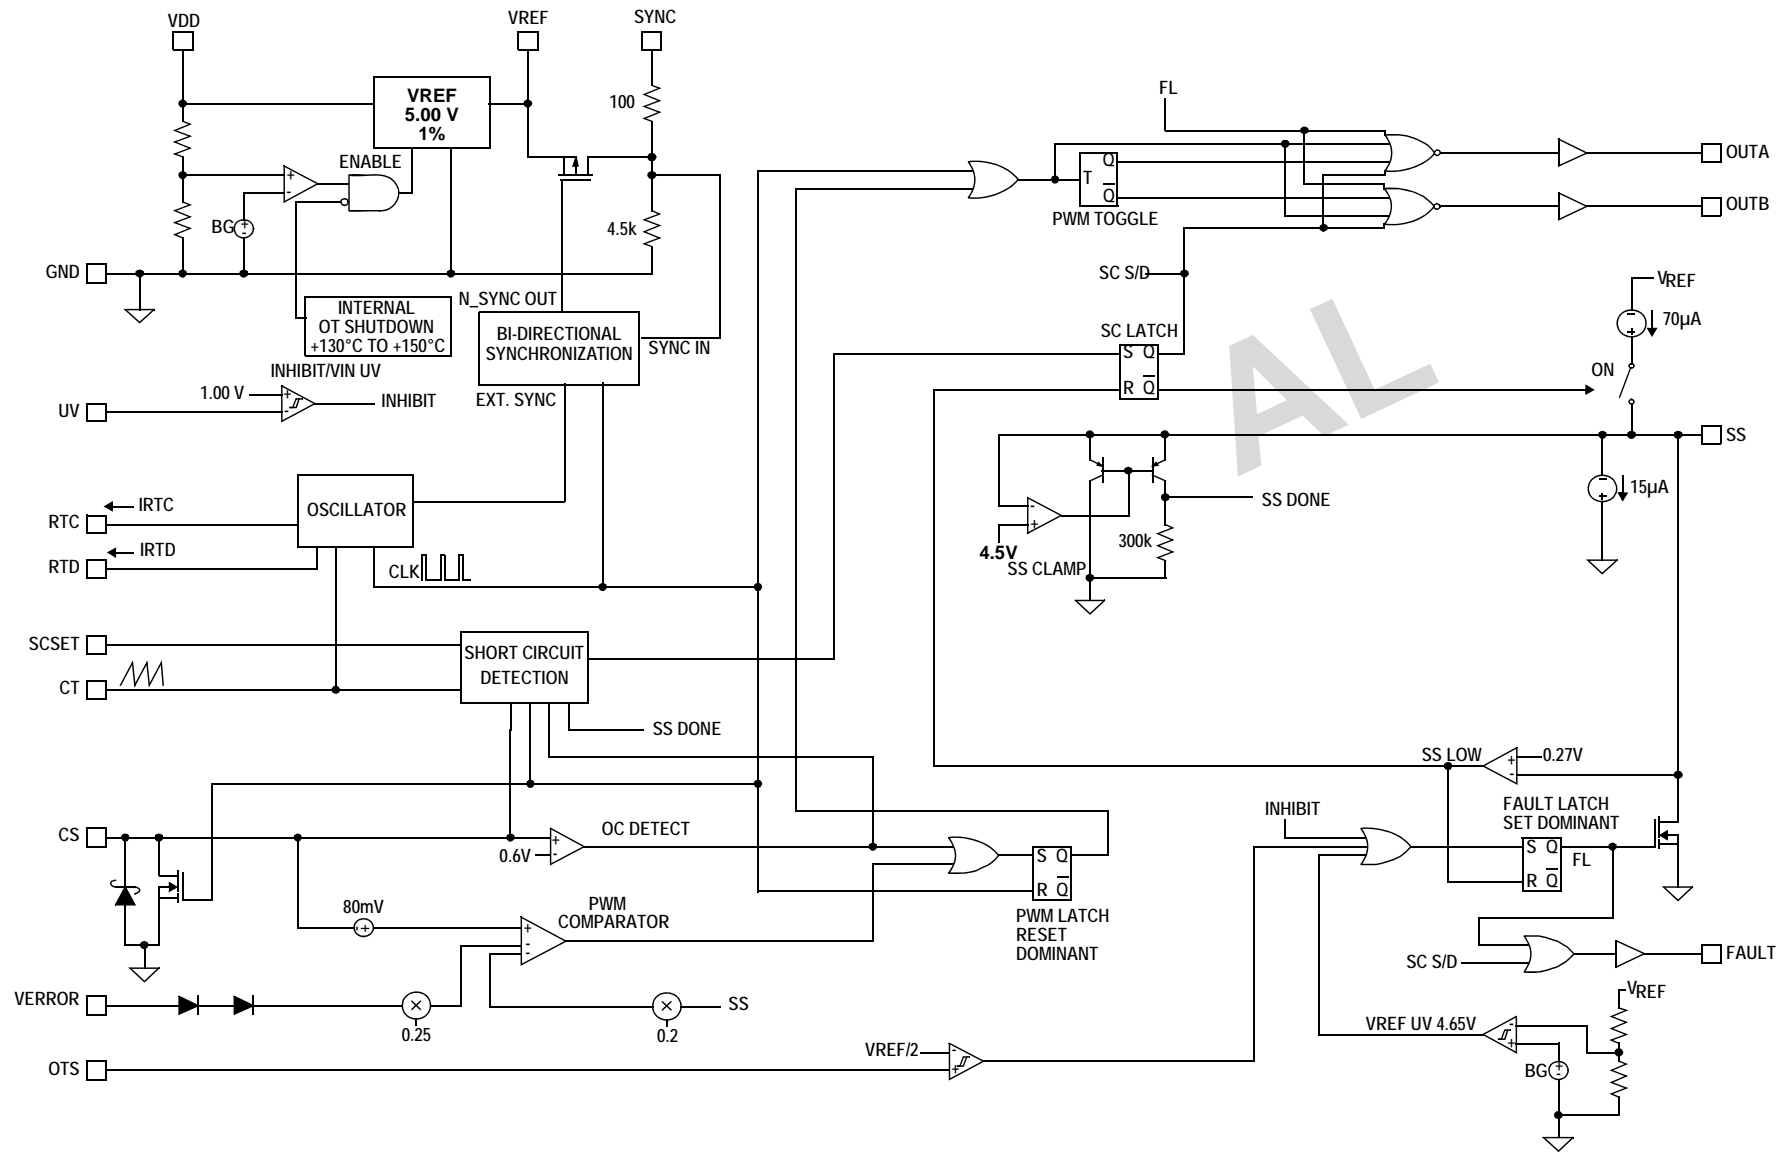 VDD
VREF
SYNC
VREF
5.00 V
1%
100
ENABLE
+
-
BG
+
-
4.5k
GND
N_SYNC OUT
INTERNAL
OT SHUTDOWN
+130°C TO +150°C
BI-DIRECTIONAL
SYNCHRONIZATION
SYNC IN
EXT. SYNC
INHIBIT/VIN UV
1.00 V
+
-
INHIBIT
UV
FL
T
Q
Q
PWM TOGGLE
OUTA
OUTB
SC S/D
SC LATCH
S Q
R Q
VREF
-
+
70µA
ON
SS
-
+
15µA
SS DONE
-
+
4.5V
SS CLAMP
300k
AL
OSCILLATOR
IRTC
RTC
IRTD
RTD
CLK
SCSET
CT
SHORT CIRCUIT
DETECTION
SS DONE
SS LOW
+
-
0.27V
CS
+
-
0.6V
OC DETECT
INHIBIT
FAULT LATCH
SET DOMINANT
S Q
R Q
FL
S Q
R Q
PWM LATCH
RESET
DOMINANT
80mV
-+
PWM
COMPARATOR
+
-
-
SC S/D
FAULT
VERROR
×
0.25
×
0.2
SS
VREF
VREF UV 4.65V
-
+
BG
+
-
VREF/2
-
+
OTS